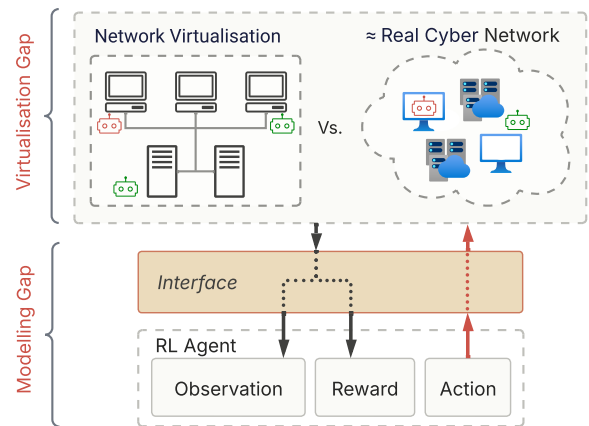 Network Virtualisation
≈ Real Cyber Network
Virtualisation Gap
Vs.
Modelling Gap
Interface
RL Agent
Observation
Reward
Action